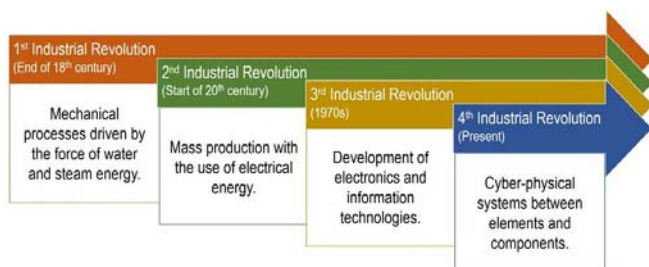 1st Industrial Revolution
(End of 18th century)
Mechanical
processes driven by
the force of water
and steam energy.
2nd Industrial Revolution
(Start of 20th century)
Mass production with
the use of electrical
energy.
3rd Industrial Revolution
(1970s)
Development of
electronics and
information
technologies.
4th Industrial Revolution
(Present)
Cyber-physical
systems between
elements and
components.